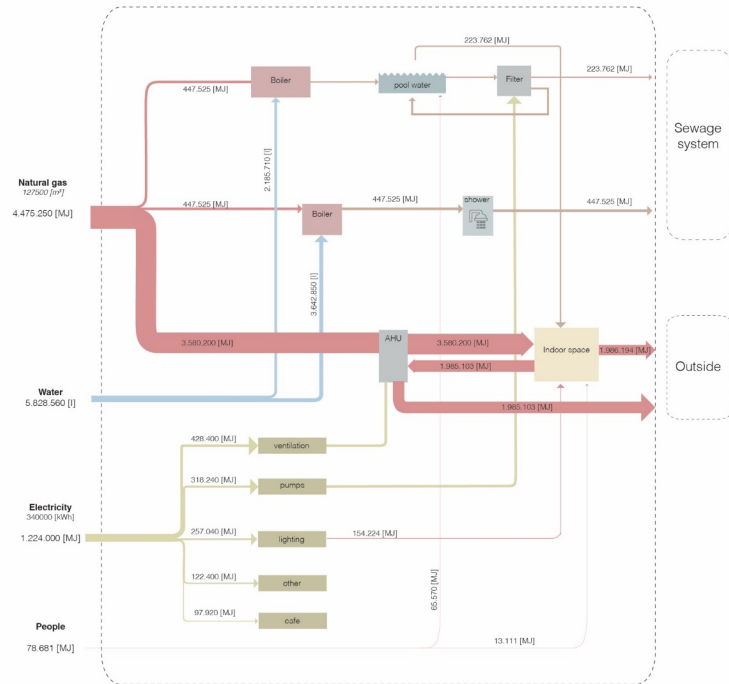 223.762 [MJ]
Boiler
pool water
Filter
223.762 [MJ]
447.525 [MJ]
Sewage
system
2.185.710 [l]
Natural gas
127500 [m³]
4.475.250 [MJ]
447.525 [MJ]
Boiler
447.525 [MJ]
shower
447.525 [MJ]
3.642.850 [l]
3.580.200 [MJ]
AHU
3.580.200 [MJ]
Indoor space
1.986.194 [MJ]
1.985.103 [MJ]
Outside
Water
5.828.560 [l]
1.985.103 [MJ]
428.400 [MJ]
ventilation
318.240 [MJ]
pumps
Electricity
340000 [kWh]
1.224.000 [MJ]
257.040 [MJ]
lighting
154.224 [MJ]
122.400 [MJ]
other
65.570 [MJ]
97.920 [MJ]
cafe
People
78.681 [MJ]
13.111 [MJ]